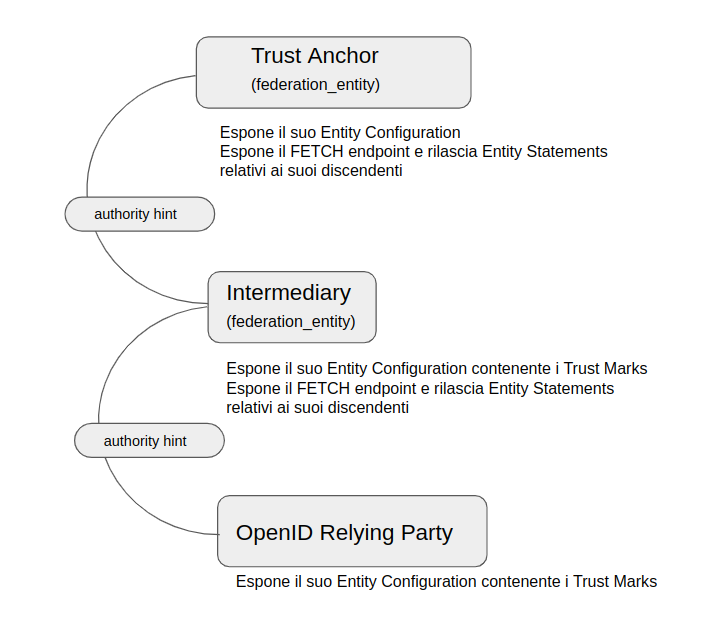 Trust Anchor
(federation_entity)
Espone il suo Entity Configuration
Espone il FETCH endpoint e rilascia Entity Statements
relativi ai suoi discendenti
authority hint
Intermediary
(federation_entity)
Espone il suo Entity Configuration contenente i Trust Marks
Espone il FETCH endpoint e rilascia Entity Statements
relativi ai suoi discendenti
authority hint
OpenID Relying Party
Espone il suo Entity Configuration contenente i Trust Marks